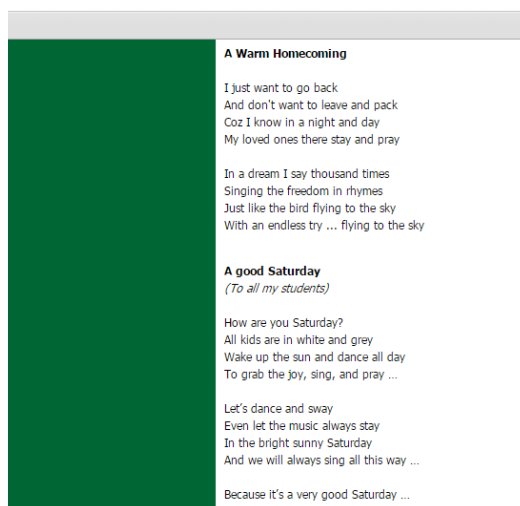 A Warm Homecoming
I just want to go back
And don't want to leave and pack
Coz I know in a night and day
My loved ones there stay and pray
In a dream I say thousand times
Singing the freedom in rhymes
Just like the bird flying to the sky
With an endless try ... flying to the sky
A good Saturday
(To all my students)
How are you Saturday?
All kids are in white and grey
Wake up the sun and dance all day
To grab the joy, sing, and pray ...
Let's dance and sway
Even let the music always stay
In the bright sunny Saturday
And we will always sing all this way ...
Because it's a very good Saturday ...